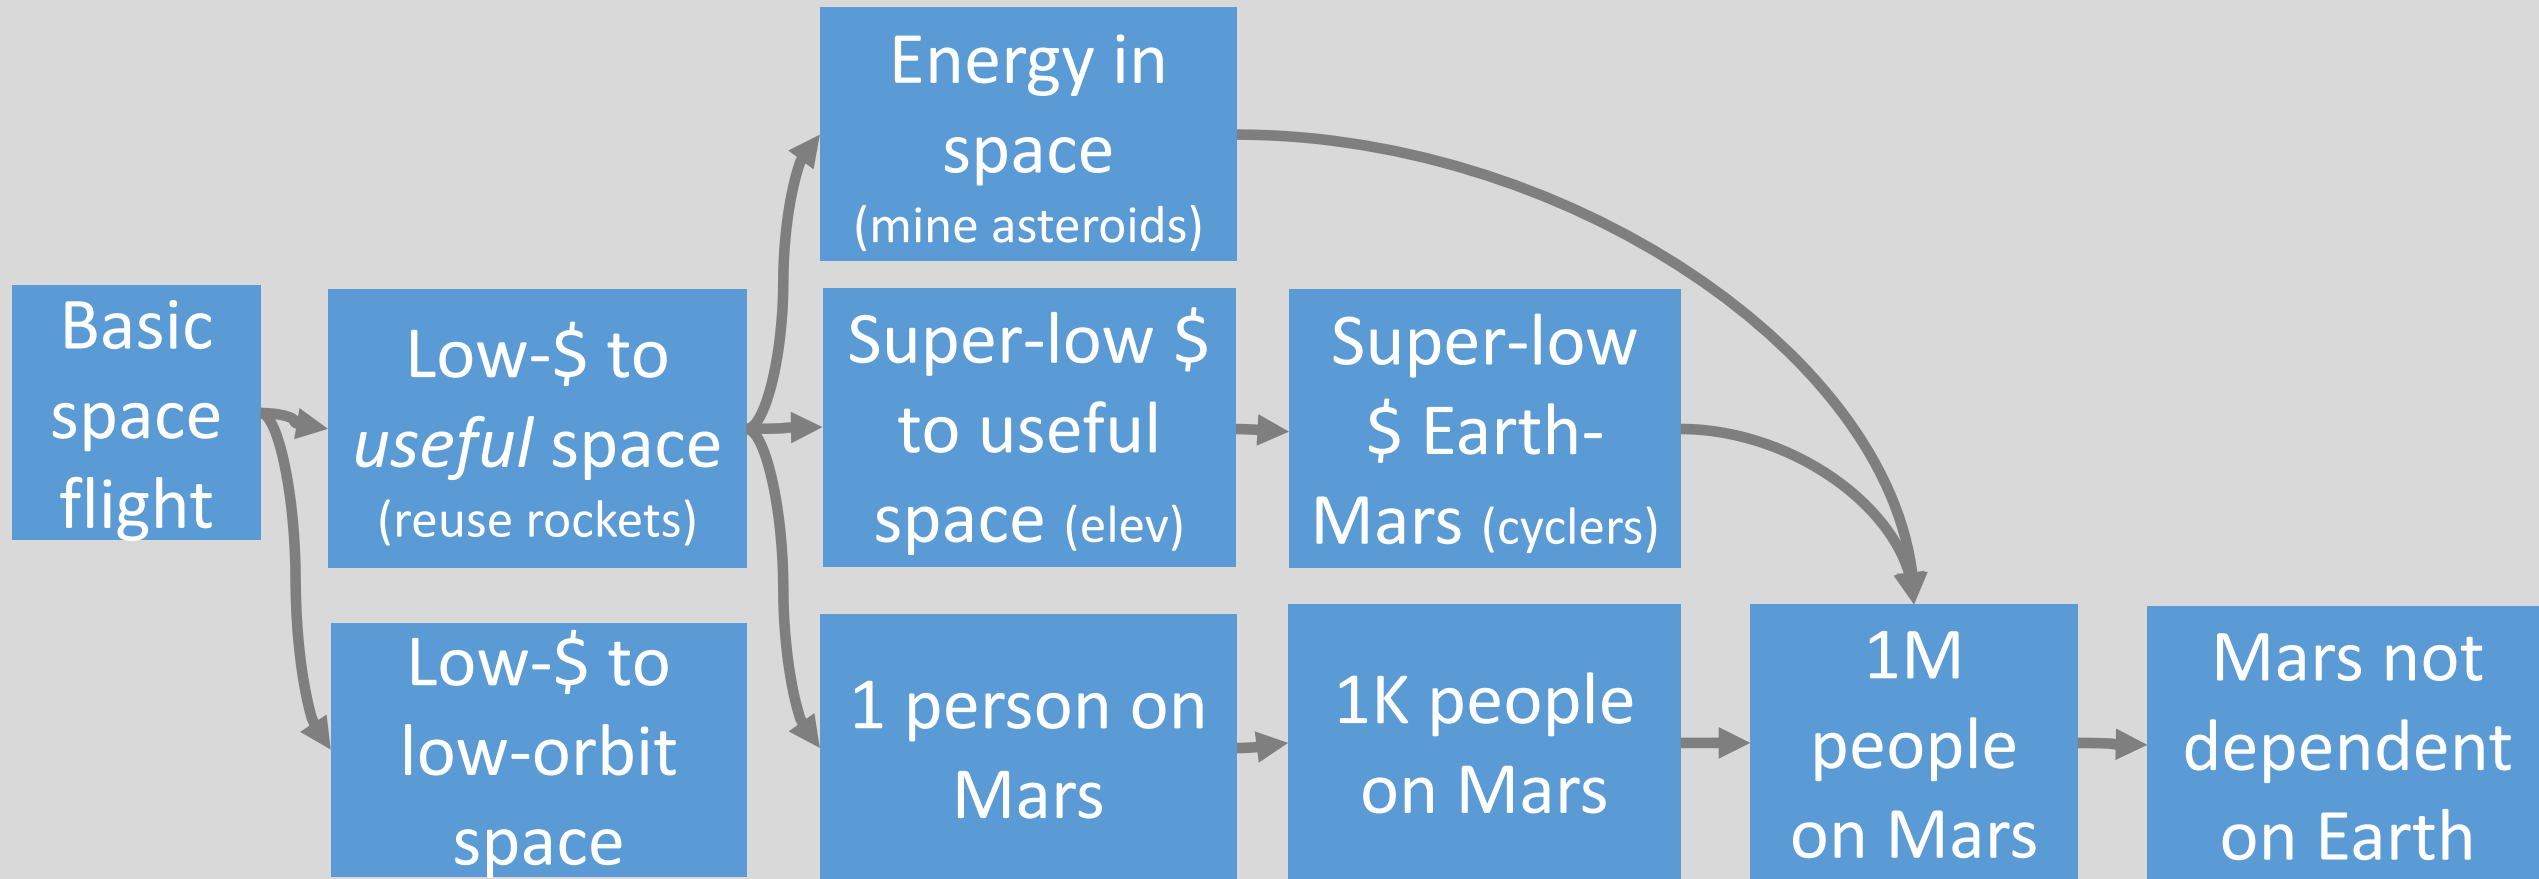 Energy in
space
(mine asteroids)
Basic
space
flight
Low-$ to
useful space
(reuse rockets)
Super-low $
to useful
space (elev)
Super-low
$ Earth-
Mars (cyclers)
Low-$ to
low-orbit
space
1 person on
Mars
1K people
on Mars
1M
people
on Mars
Mars not
dependent
on Earth